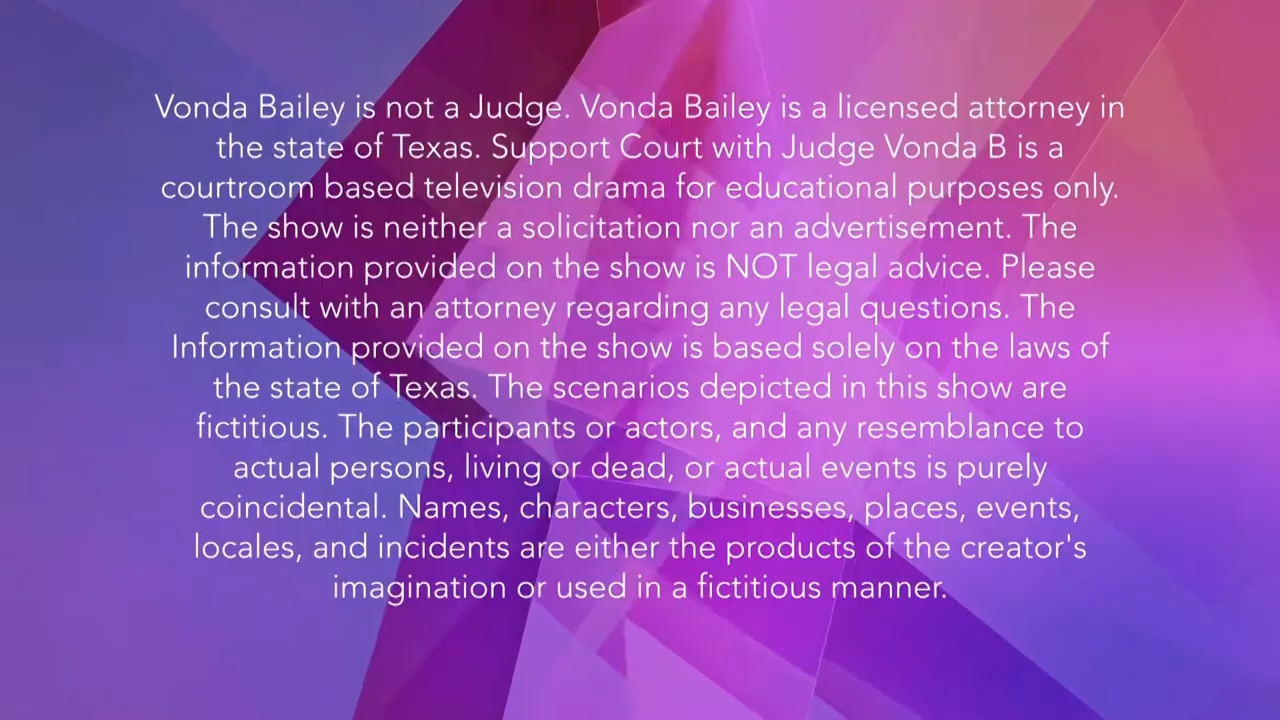 Vonda Bailey is not a Judge. Vonda Bailey is a licensed attorney in
the state of Texas. Support Court with Judge Vonda B is a
courtroom based television drama for educational purposes only.
The show is neither a solicitation nor an advertisement. The
information provided on the show is NOT legal advice. Please
consult with an attorney regarding any legal questions. The
Information provided on the show is based solely on the laws of
the state of Texas. The scenarios depicted in this show are
fictitious. The participants or actors, and any resemblance to
actual persons, living or dead, or actual events is purely
coincidental. Names, characters, businesses, places, events,
locales, and incidents are either the products of the creator's
imagination or used in a fictitious manner.